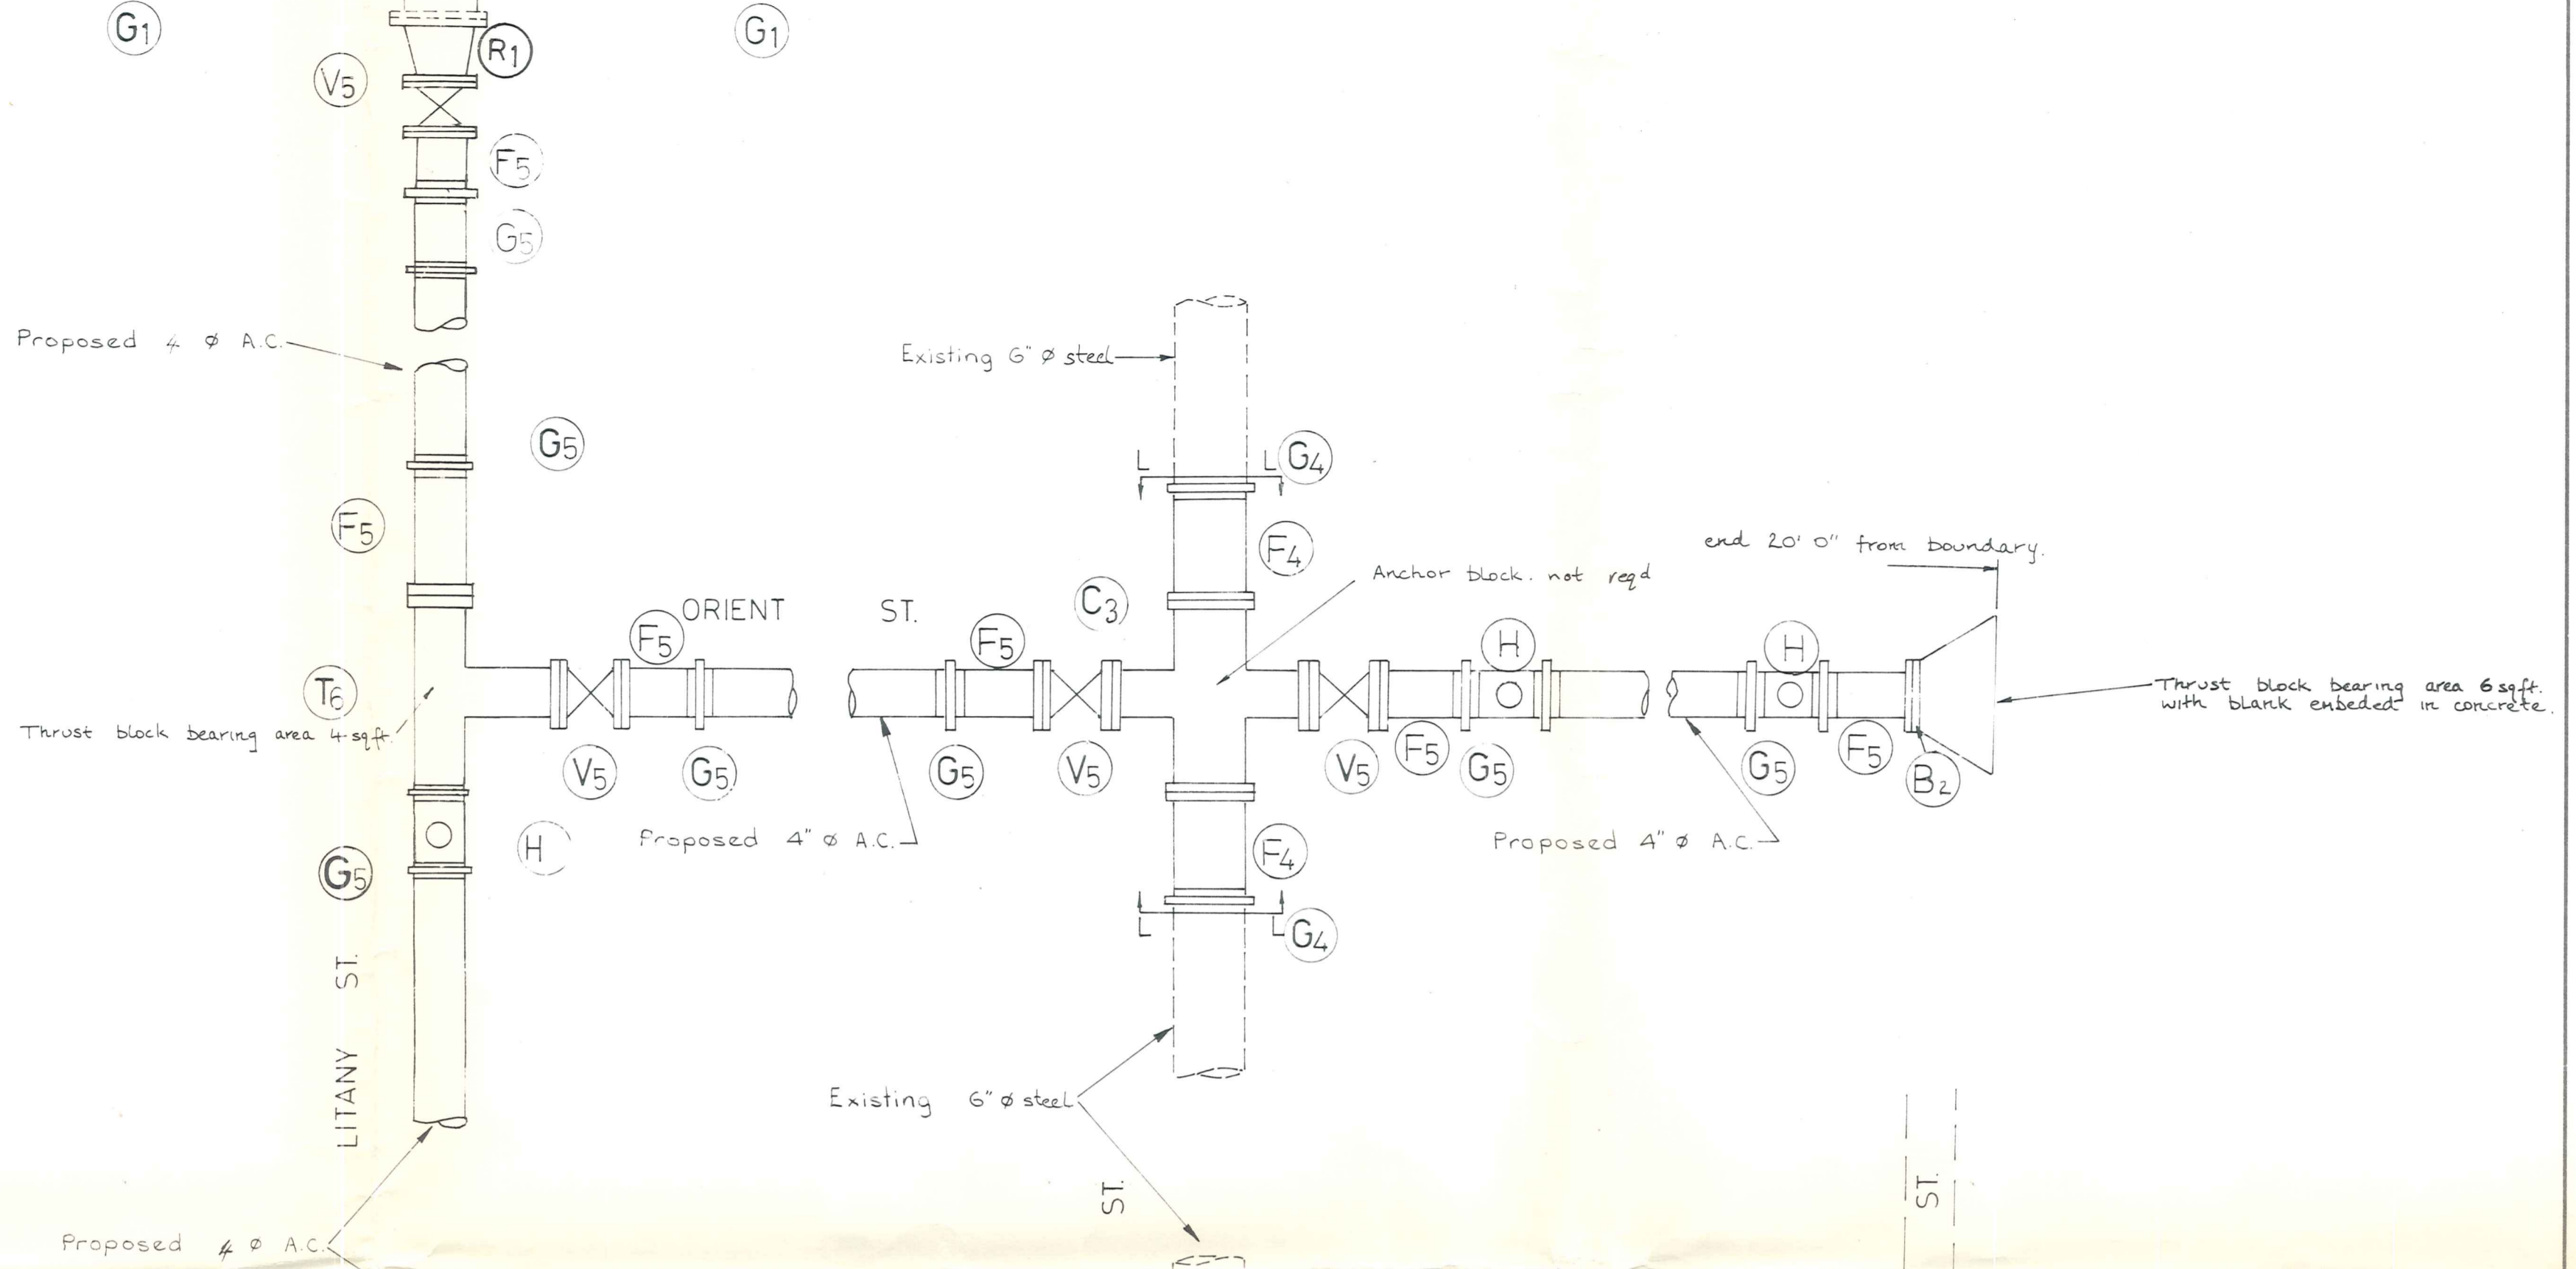 G1
G1
R1
V5
F5
G5
Proposed 4 ϕ A.C.
Existing 6" ϕ steel
G5
L L G4
F5
F4
end 20' 0" from boundary.
Anchor block. not reqd
C3
ORIENT ST.
F5
F5
H
H
T6
Thrust block bearing area 6 sq ft.
with blank embeded in concrete.
Thrust block bearing area 4 sq ft.
V5
G5
G5
V5
V5
F5
G5
G5
F5
B2
H
Proposed 4" ϕ A.C.
Proposed 4" ϕ A.C.
F4
G5
L L G4
LITANY ST.
Existing 6" ϕ steel
ST.
ST.
Proposed 4 ϕ A.C.